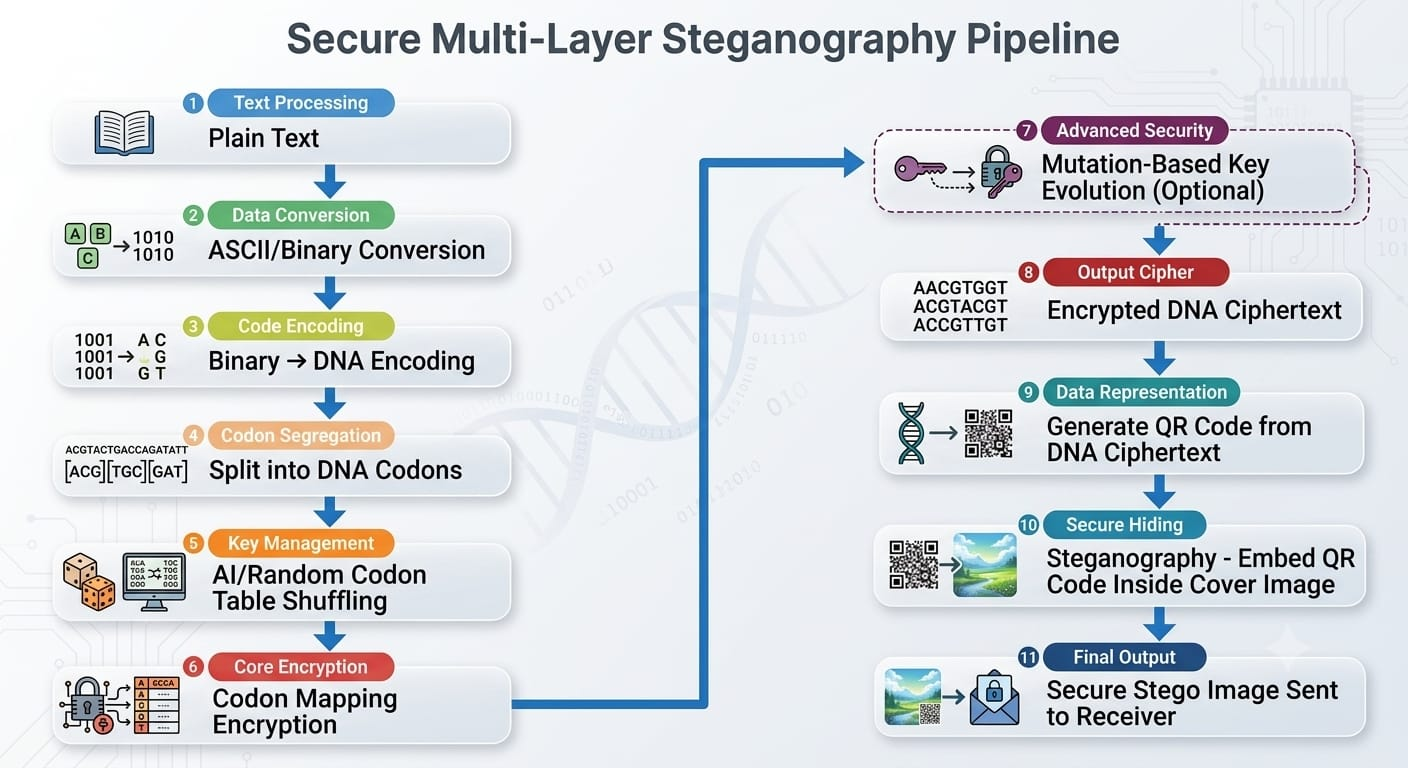 Secure Multi-Layer Steganography Pipeline
1 Text Processing
Plain Text
2 Data Conversion
A B
C
1010
1010
ASCII/Binary Conversion
3 Code Encoding
1001
1001
1001
A C
G
G T
Binary → DNA Encoding
4 Codon Segregation
ACGTACTGACCAGATATT
[ACG][TGC][GAT]
Split into DNA Codons
5 Key Management
AI/Random Codon
Table Shuffling
6 Core Encryption
A GCCA
Codon Mapping
Encryption
7 Advanced Security
Mutation-Based Key
Evolution (Optional)
8 Output Cipher
AACGTGGT
ACGTACGT
ACCGTTGT
Encrypted DNA Ciphertext
9 Data Representation
Generate QR Code from
DNA Ciphertext
10 Secure Hiding
Steganography - Embed QR
Code Inside Cover Image
11 Final Output
Secure Stego Image Sent
to Receiver